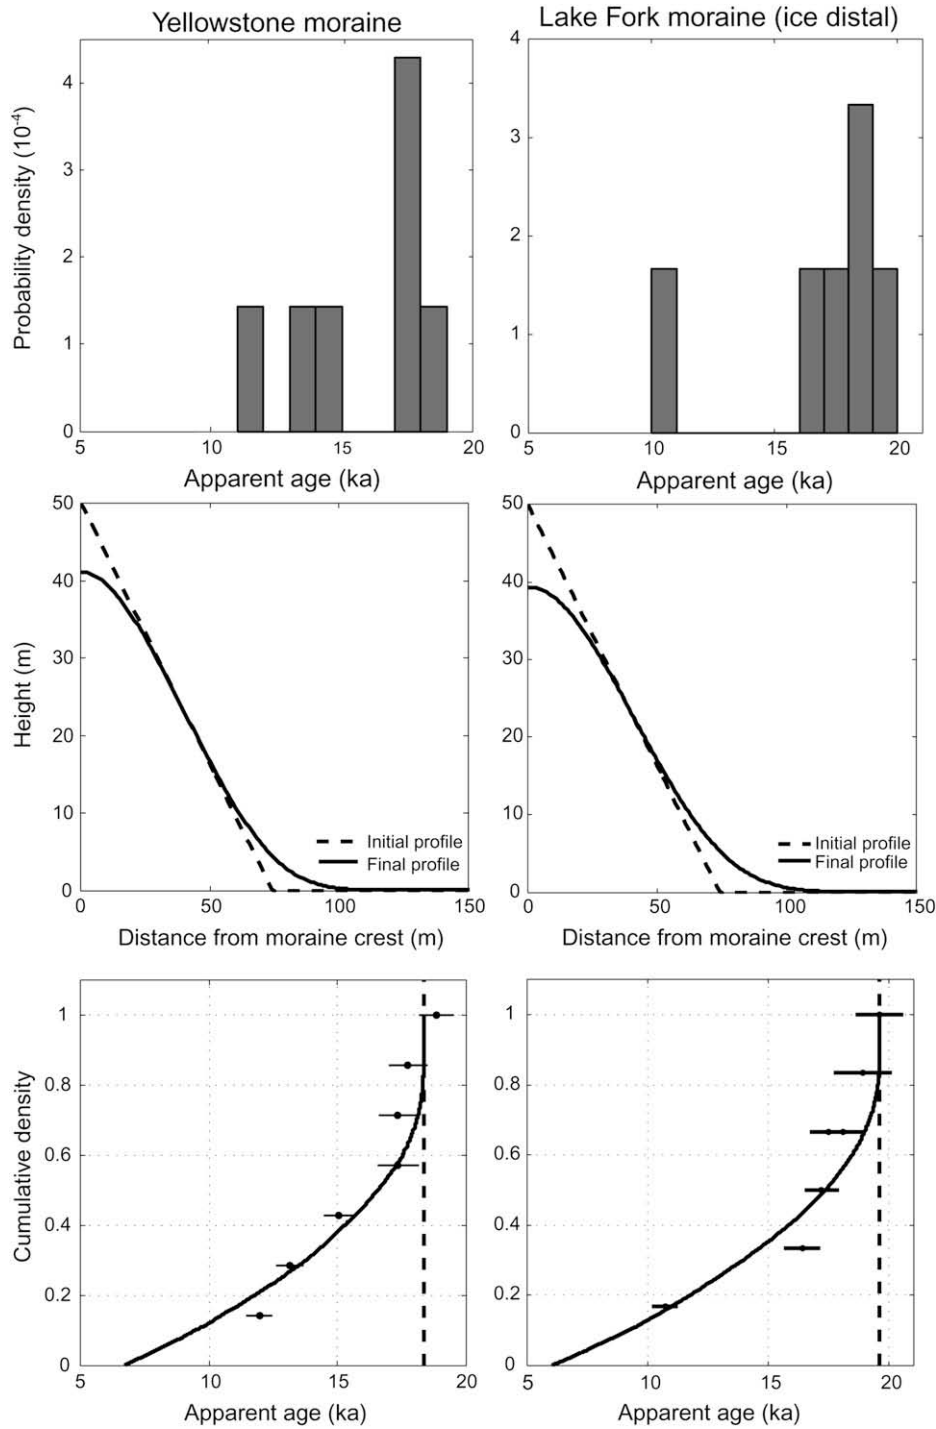 Yellowstone moraine
Lake Fork moraine (ice distal)
Probability density (10⁻⁴)
4
3
2
1
0
5 10 15 20
Apparent age (ka)
4
3
2
1
0
5 10 15 20
Apparent age (ka)
Height (m)
50
40
30
20
10
0
Initial profile
Final profile
0 50 100 150
Distance from moraine crest (m)
50
40
30
20
10
0
Initial profile
Final profile
0 50 100 150
Distance from moraine crest (m)
Cumulative density
1
0.8
0.6
0.4
0.2
0
5 10 15 20
Apparent age (ka)
1
0.8
0.6
0.4
0.2
0
5 10 15 20
Apparent age (ka)